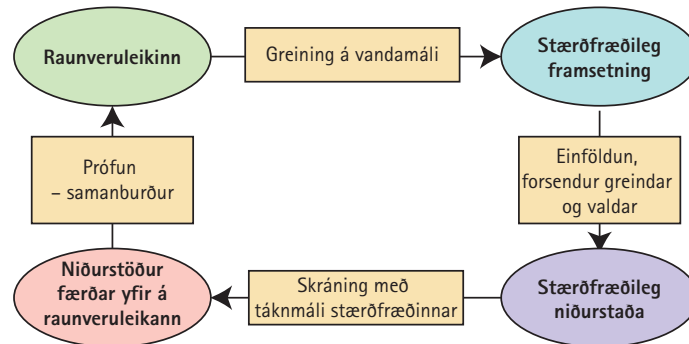 Raunveruleikinn
Greining á vandamáli
Stærðfræðileg
framsetning
Einföldun,
forsendur greindar
og valdar
Stærðfræðileg
niðurstaða
Skráning með
táknmáli stærðfræðinnar
Niðurstöður
færðar yfir á
raunveruleikann
Prófun
– samanburður